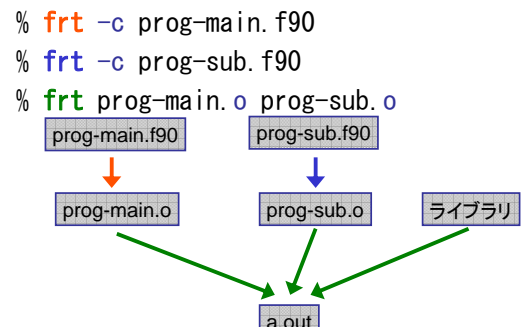 % frt -c prog-main.f90
% frt -c prog-sub.f90
% frt prog-main.o prog-sub.o
prog-main.f90 prog-sub.f90
prog-main.o prog-sub.o ライブラリ
a.out